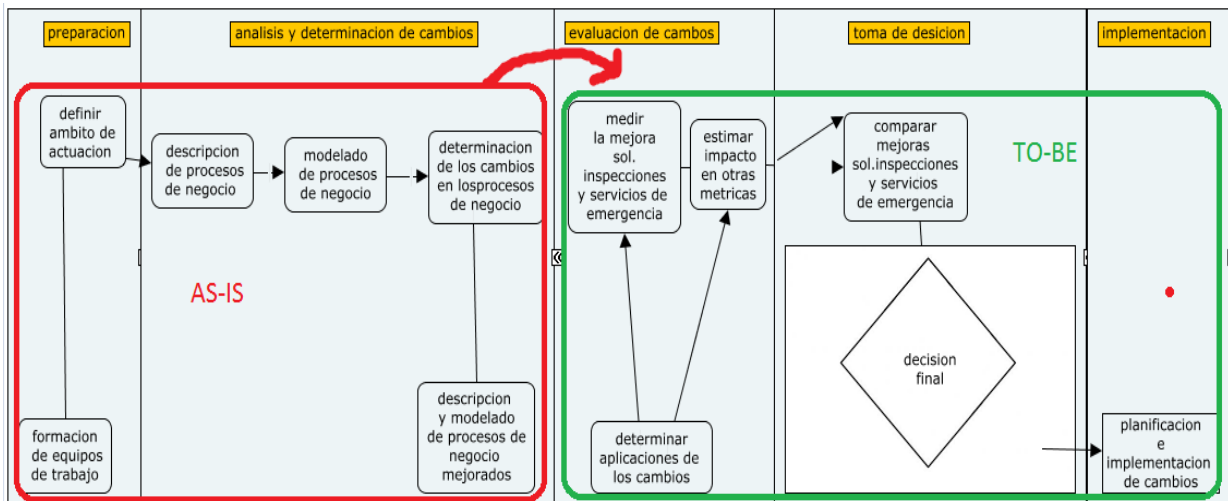 preparacion
analisis y determinacion de cambios
evaluacion de cambos
toma de desicion
implementacion
definir
ambito de
actuacion
descripcion
de procesos
de negocio
modelado
de procesos
de negocio
determinacion
de los cambios
en losprocesos
de negocio
medir
la mejora
sol.
inspecciones
y servicios de
emergencia
estimar
impacto
en otras
metricas
comparar
mejoras
sol.inspecciones
y servicios
de emergencia
TO-BE
AS-IS
decision
final
formacion
de equipos
de trabajo
descripcion
y modelado
de procesos de
negocio
mejorados
determinar
aplicaciones de
los cambios
planificacion
e
implementacion
de cambios